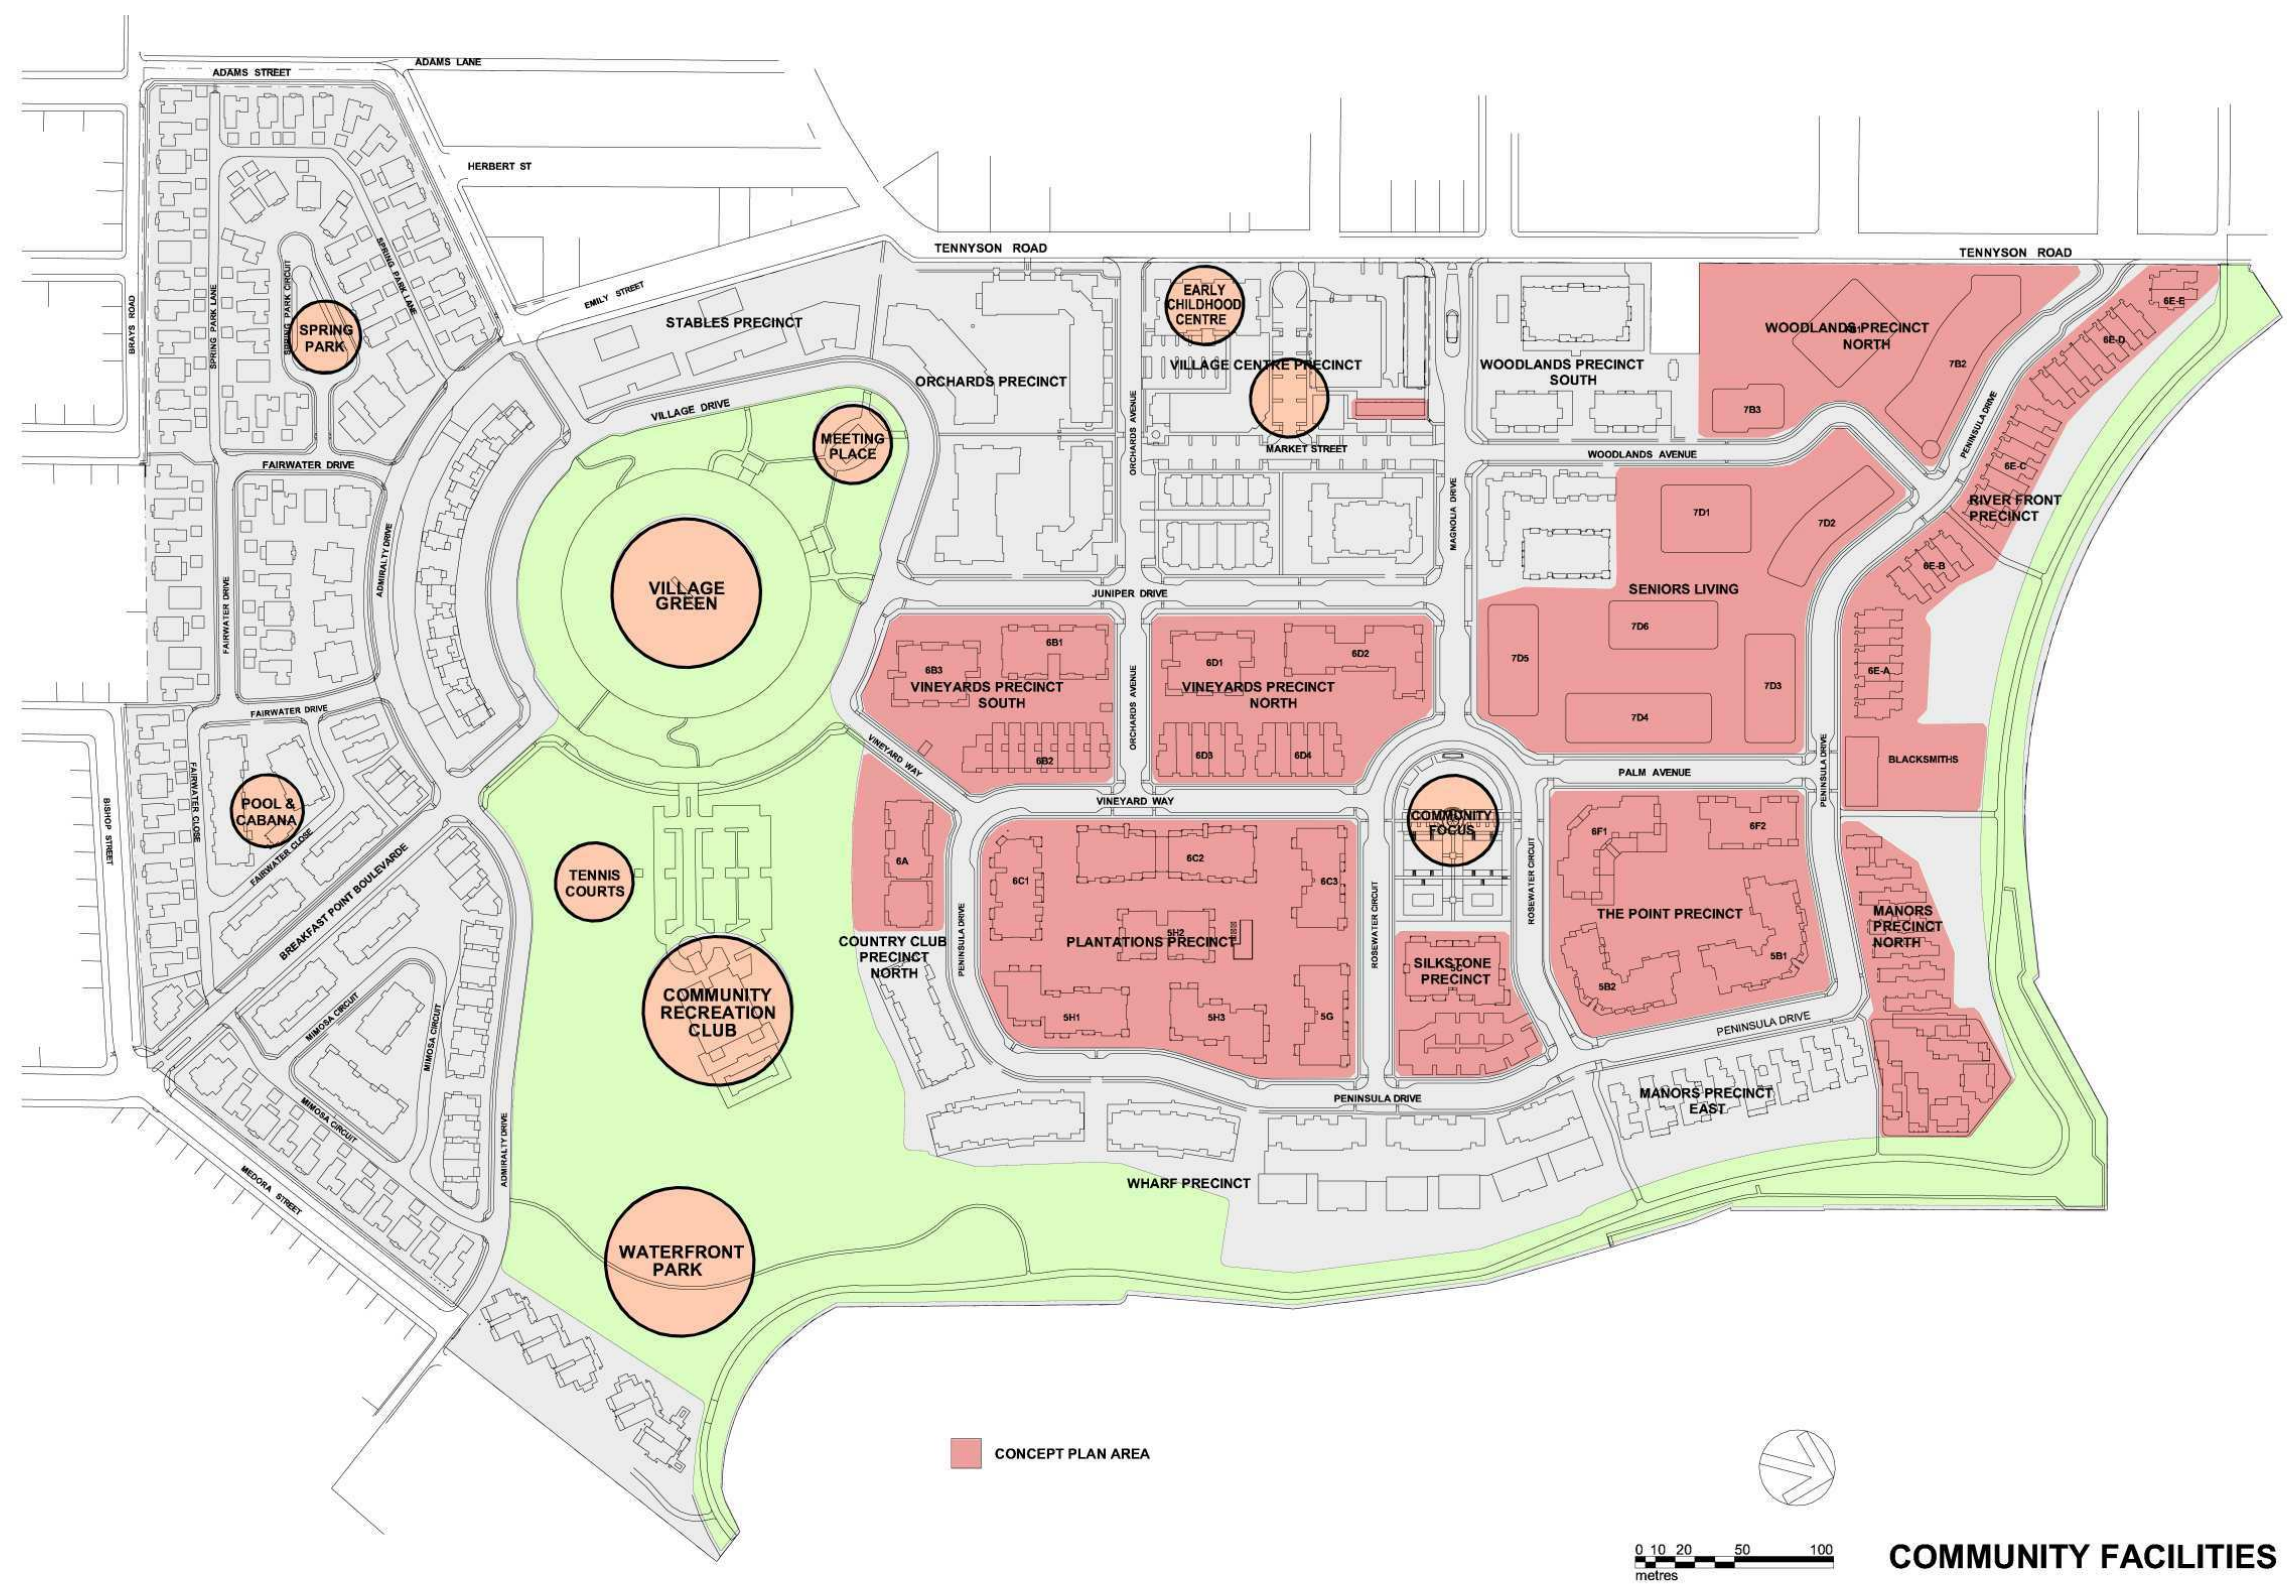 ADAMS STREET
ADAMS LANE
HERBERT ST
TENNYSON ROAD
TENNYSON ROAD
BRAYS ROAD
SPRING PARK LANE
SPRING PARK CIRCUIT
SPRING PARK LANE
SPRING
PARK
EMILY STREET
STABLES PRECINCT
EARLY
CHILDHOOD
CENTRE
VILLAGE CENTRE PRECINCT
ORCHARDS PRECINCT
ORCHARDS AVENUE
WOODLANDS PRECINCT
SOUTH
WOODLANDS PRECINCT
NORTH
7B2
7B3
6E-E
6E-D
6E-C
PENINSULA DRIVE
VILLAGE DRIVE
MEETING
PLACE
MARKET STREET
WOODLANDS AVENUE
FAIRWATER DRIVE
ADMIRALTY DRIVE
FAIRWATER DRIVE
MAGNOLIA DRIVE
7D1
7D2
RIVER FRONT
PRECINCT
6E-B
VILLAGE
GREEN
JUNIPER DRIVE
SENIORS LIVING
7D6
7D5
7D3
7D4
6E-A
6B1
6B3
VINEYARDS PRECINCT
SOUTH
6B2
ORCHARDS AVENUE
6D1
6D2
VINEYARDS PRECINCT
NORTH
6D3
6D4
FAIRWATER DRIVE
VINEYARD WAY
BLACKSMITHS
PALM AVENUE
PENINSULA DRIVE
FAIRWATER CLOSE
BISHOP STREET
POOL &
CABANA
FAIRWATER CLOSE
BREAKFAST POINT BOULEVARDE
VINEYARD WAY
COMMUNITY
FOCUS
6F1
6F2
TENNIS
COURTS
6A
6C1
6C2
6C3
ROSEWATER CIRCUIT
ROSEWATER CIRCUIT
THE POINT PRECINCT
MANORS
PRECINCT
NORTH
COUNTRY CLUB
PRECINCT
NORTH
PENINSULA DRIVE
5H2
PLANTATIONS PRECINCT
SILKSTONE
5C
PRECINCT
5B1
5B2
COMMUNITY
RECREATION
CLUB
5H1
5H3
5G
PENINSULA DRIVE
MIMOSA CIRCUIT
MIMOSA CIRCUIT
MIMOSA CIRCUIT
ADMIRALTY DRIVE
MEDORA STREET
PENINSULA DRIVE
MANORS PRECINCT
EAST
WHARF PRECINCT
WATERFRONT
PARK
CONCEPT PLAN AREA
0 10 20 50 100
metres
COMMUNITY FACILITIES